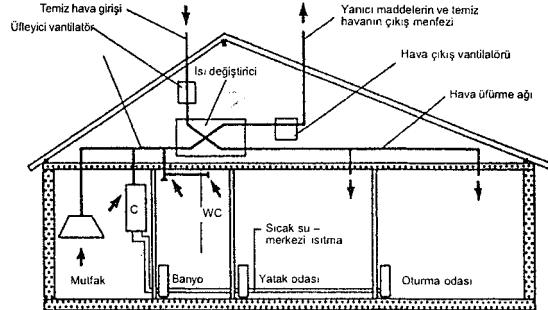 Temiz hava girişi
Üfleyici vantilatör
Yanıcı maddelerin ve temiz
havanın çıkış menfezi
Isı değiştirici
Hava çıkış vantilatörü
Hava üfürme ağı
C
WC
Sıcak su -
merkezi ısıtma
Mutfak
Banyo
Yatak odası
Oturma odası